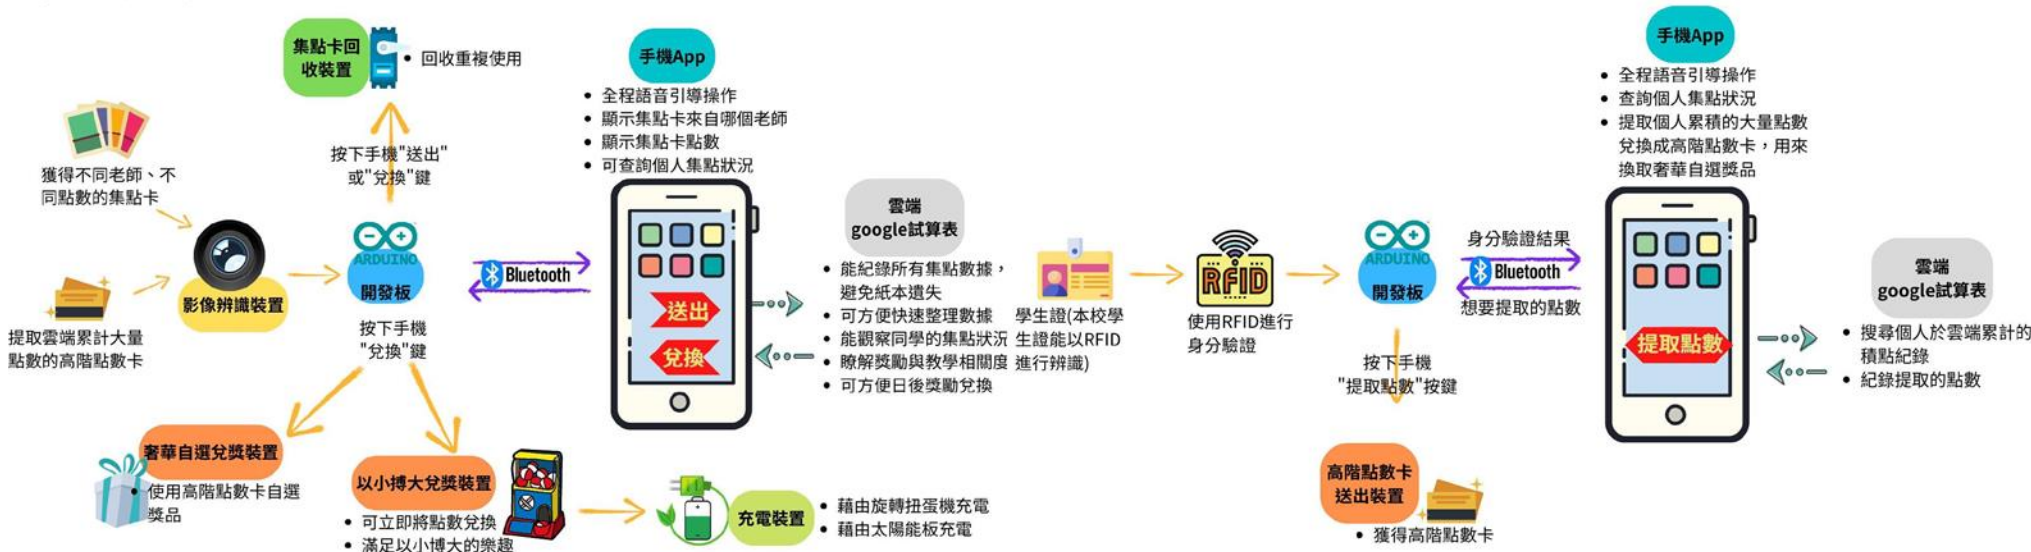 集點卡回
收裝置
回收重複使用
獲得不同老師、不
同點數的集點卡
按下手機"送出"
或"兌換"鍵
提取雲端累計大量
點數的高階點數卡
影像辨識裝置
ARDUINO
開發板
按下手機
"兌換"鍵
奢華自選兌獎裝置
使用高階點數卡自選
獎品
以小搏大兌獎裝置
可立即將點數兌換
滿足以小博大的樂趣
充電裝置
藉由旋轉扭蛋機充電
藉由太陽能板充電
Bluetooth
手機App
全程語音引導操作
顯示集點卡來自哪個老師
顯示集點卡點數
可查詢個人集點狀況
送出
兌換
雲端
google試算表
能紀錄所有集點數據，
避免紙本遺失
可方便快速整理數據
能觀察同學的集點狀況
瞭解獎勵與教學相關度
可方便日後獎勵兌換
學生證(本校學
生證能以RFID
進行辨識)
RFID
使用RFID進行
身分驗證
ARDUINO
開發板
按下手機
"提取點數"按鍵
高階點數卡
送出裝置
獲得高階點數卡
身分驗證結果
Bluetooth
想要提取的點數
手機App
全程語音引導操作
查詢個人集點狀況
提取個人累積的大量點數
兌換成高階點數卡，用來
換取奢華自選獎品
提取點數
雲端
google試算表
搜尋個人於雲端累計的
積點紀錄
紀錄提取的點數